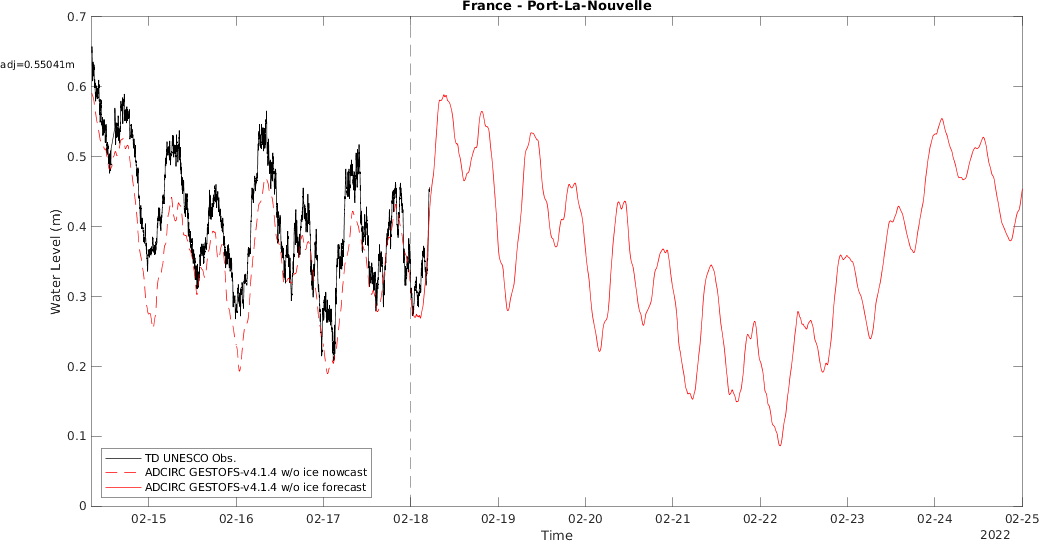 France - Port-La-Nouvelle
adj=0.55041m
Water Level (m)
0.7
0.6
0.5
0.4
0.3
0.2
0.1
0
TD UNESCO Obs.
ADCIRC GESTOFS-v4.1.4 w/o ice nowcast
ADCIRC GESTOFS-v4.1.4 w/o ice forecast
02-15 02-16 02-17 02-18 02-19 02-20 02-21 02-22 02-23 02-24 02-25
Time
2022